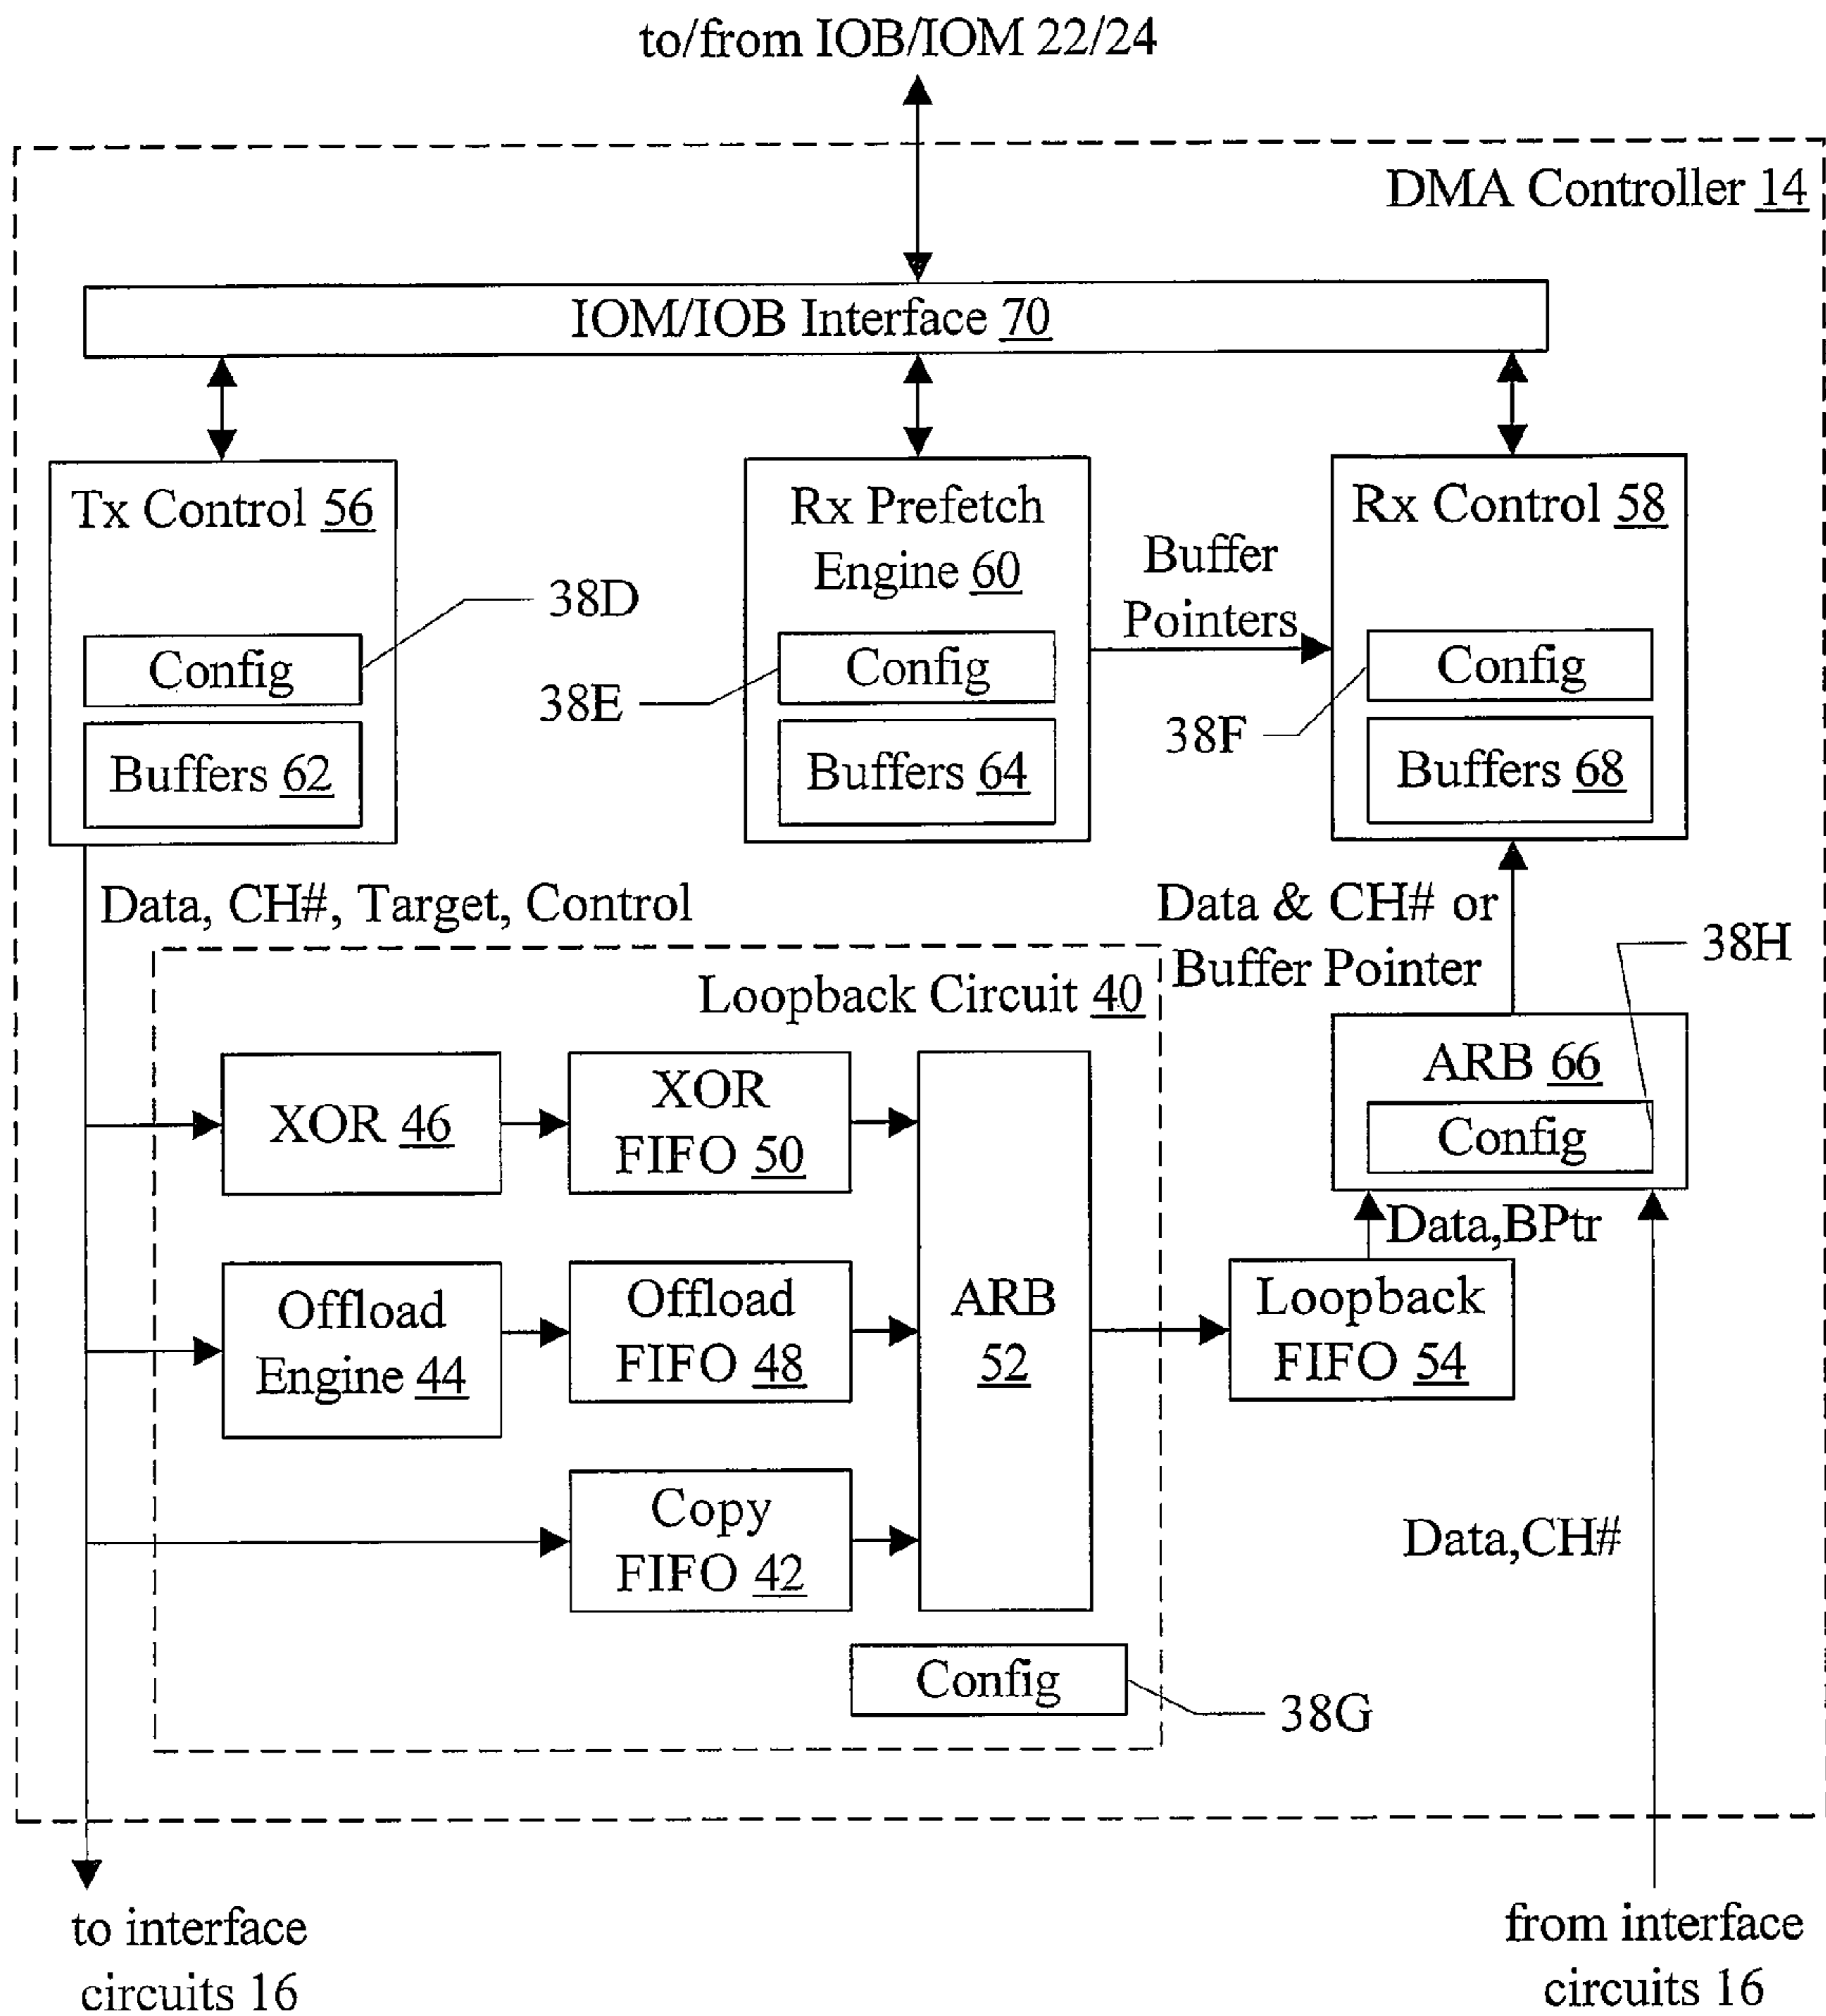 to/from IOB/IOM 22/24
DMA Controller 14
IOM/IOB Interface 70
Tx Control 56
Config
Buffers 62
38D
Rx Prefetch
Engine 60
Config
Buffers 64
38E
Buffer
Pointers
Rx Control 58
Config
Buffers 68
38F
Data, CH#, Target, Control
Data & CH# or
Buffer Pointer
38H
Loopback Circuit 40
ARB 66
Config
XOR 46
XOR
FIFO 50
Offload
Engine 44
Offload
FIFO 48
Copy
FIFO 42
ARB
52
Data,BPtr
Loopback
FIFO 54
Data,CH#
Config
38G
to interface
circuits 16
from interface
circuits 16